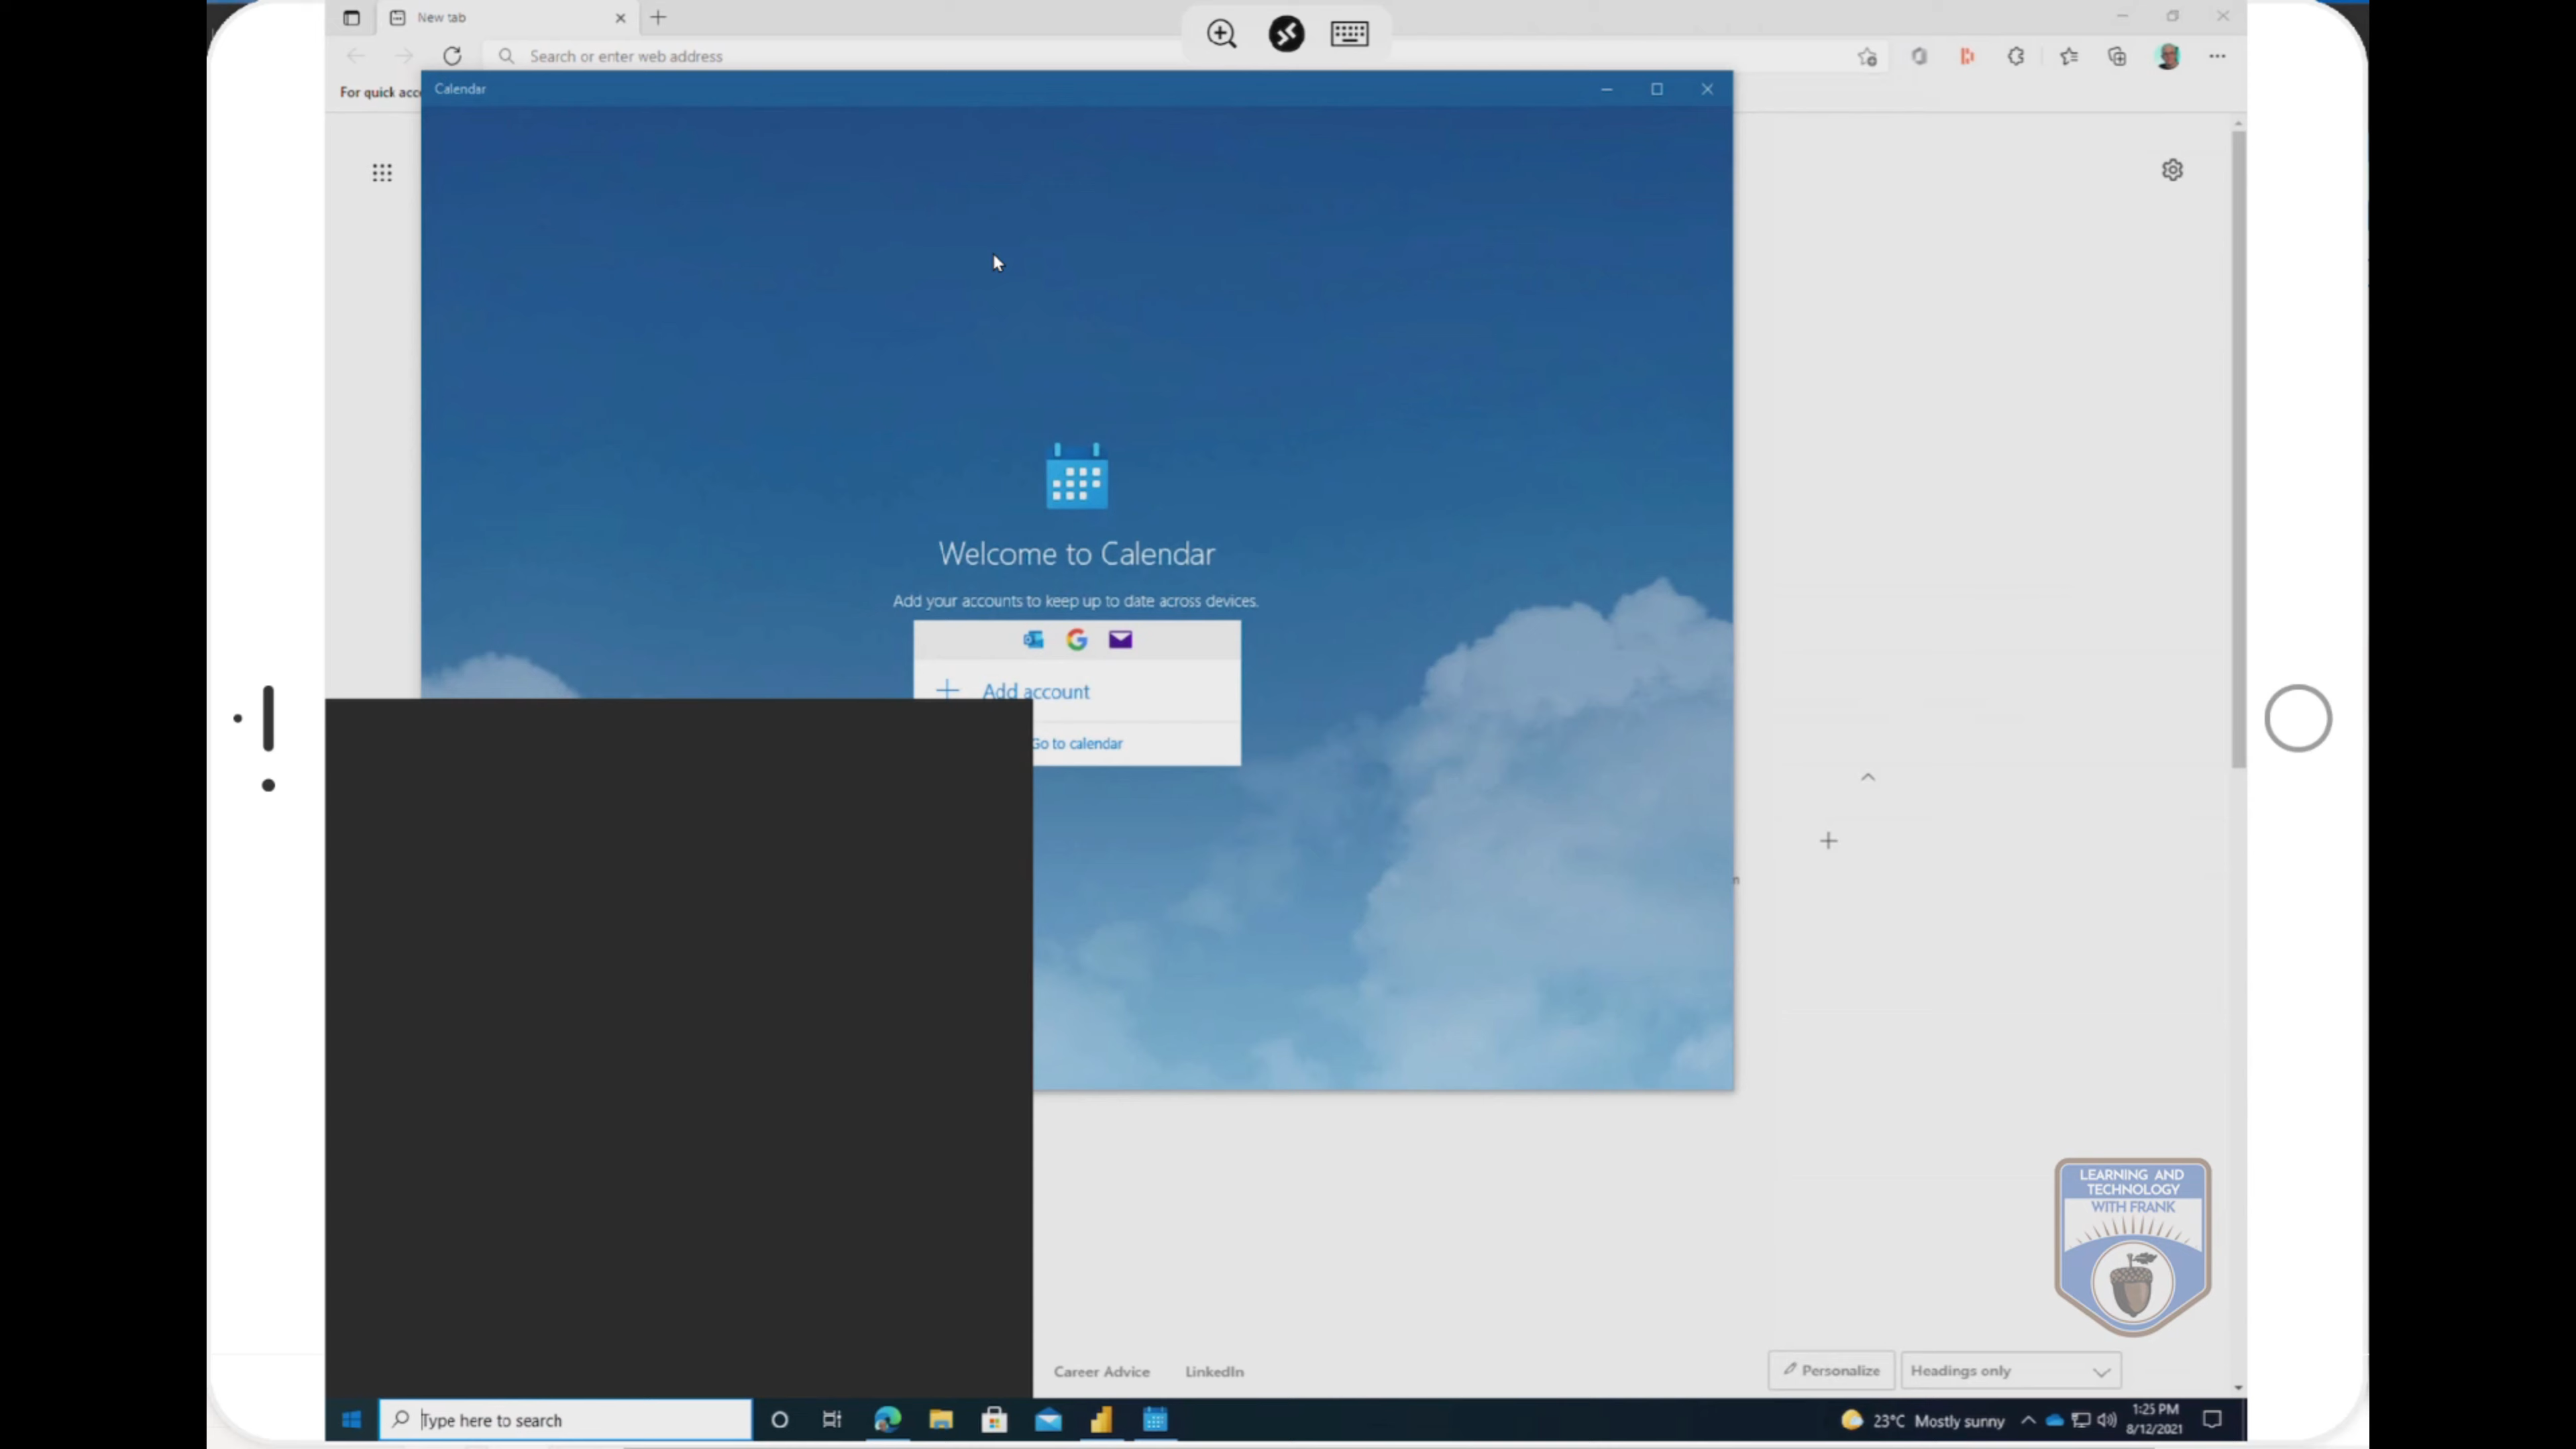 New tab
Search or enter web address
For quick acc
Calendar
Welcome to Calendar
Add your accounts to keep up to date across devices.
Add account
Go to calendar
LEARNING AND
TECHNOLOGY
WITH FRANK
Career Advice
LinkedIn
Personalize
Headings only
Type here to search
23°C Mostly sunny
1:25 PM
8/12/2021